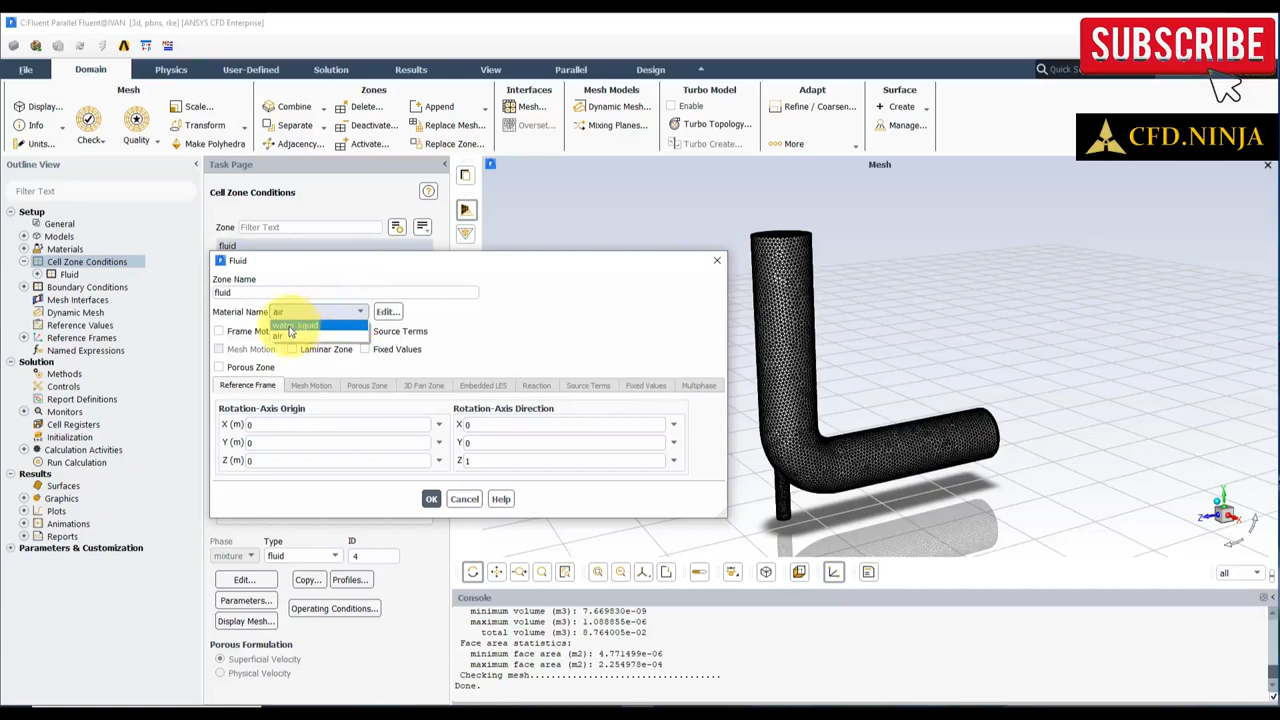 C:Fluent Parallel Fluent@IVAN [3d, pbns, rke] [ANSYS CFD Enterprise]
SUBSCRIBE
File Domain Physics User-Defined Solution Results View Parallel Design
Mesh Zones Interfaces Mesh Models Turbo Model Adapt Surface
Display... Scale... Combine Delete... Append Mesh... Dynamic Mesh... Enable Refine / Coarsen... Create
Info Check Transform Quality Separate Deactivate... Replace Mesh... Overset... Mixing Planes... Turbo Topology... Manage...
Units... Make Polyhedra Adjacency... Activate... Replace Zone... Turbo Create... More
CFD.NINJA
Outline View
Filter Text
Setup
General
Models
Materials
Cell Zone Conditions
Fluid
Boundary Conditions
Mesh Interfaces
Dynamic Mesh
Reference Values
Reference Frames
Named Expressions
Solution
Methods
Controls
Report Definitions
Monitors
Cell Registers
Initialization
Calculation Activities
Run Calculation
Results
Surfaces
Graphics
Plots
Animations
Reports
Parameters & Customization
Task Page
Cell Zone Conditions
Zone Filter Text
fluid
Fluid
Zone Name
fluid
Material Name air Edit...
water-liquid
air
Frame Mot Source Terms
Mesh Motion Laminar Zone Fixed Values
Porous Zone
Reference Frame Mesh Motion Porous Zone 3D Fan Zone Embedded LES Reaction Source Terms Fixed Values Multiphase
Rotation-Axis Origin Rotation-Axis Direction
X (m) 0 X 0
Y (m) 0 Y 0
Z (m) 0 Z 1
OK Cancel Help
Phase Type ID
mixture fluid 4
Edit... Copy... Profiles...
Parameters... Operating Conditions...
Display Mesh...
Porous Formulation
Superficial Velocity
Physical Velocity
Mesh
Y
Z X
all
Console
minimum volume (m3): 7.669830e-09
maximum volume (m3): 1.088855e-06
total volume (m3): 8.764005e-02
Face area statistics:
minimum face area (m2): 4.771499e-06
maximum face area (m2): 2.254978e-04
Checking mesh.....................................
Done.